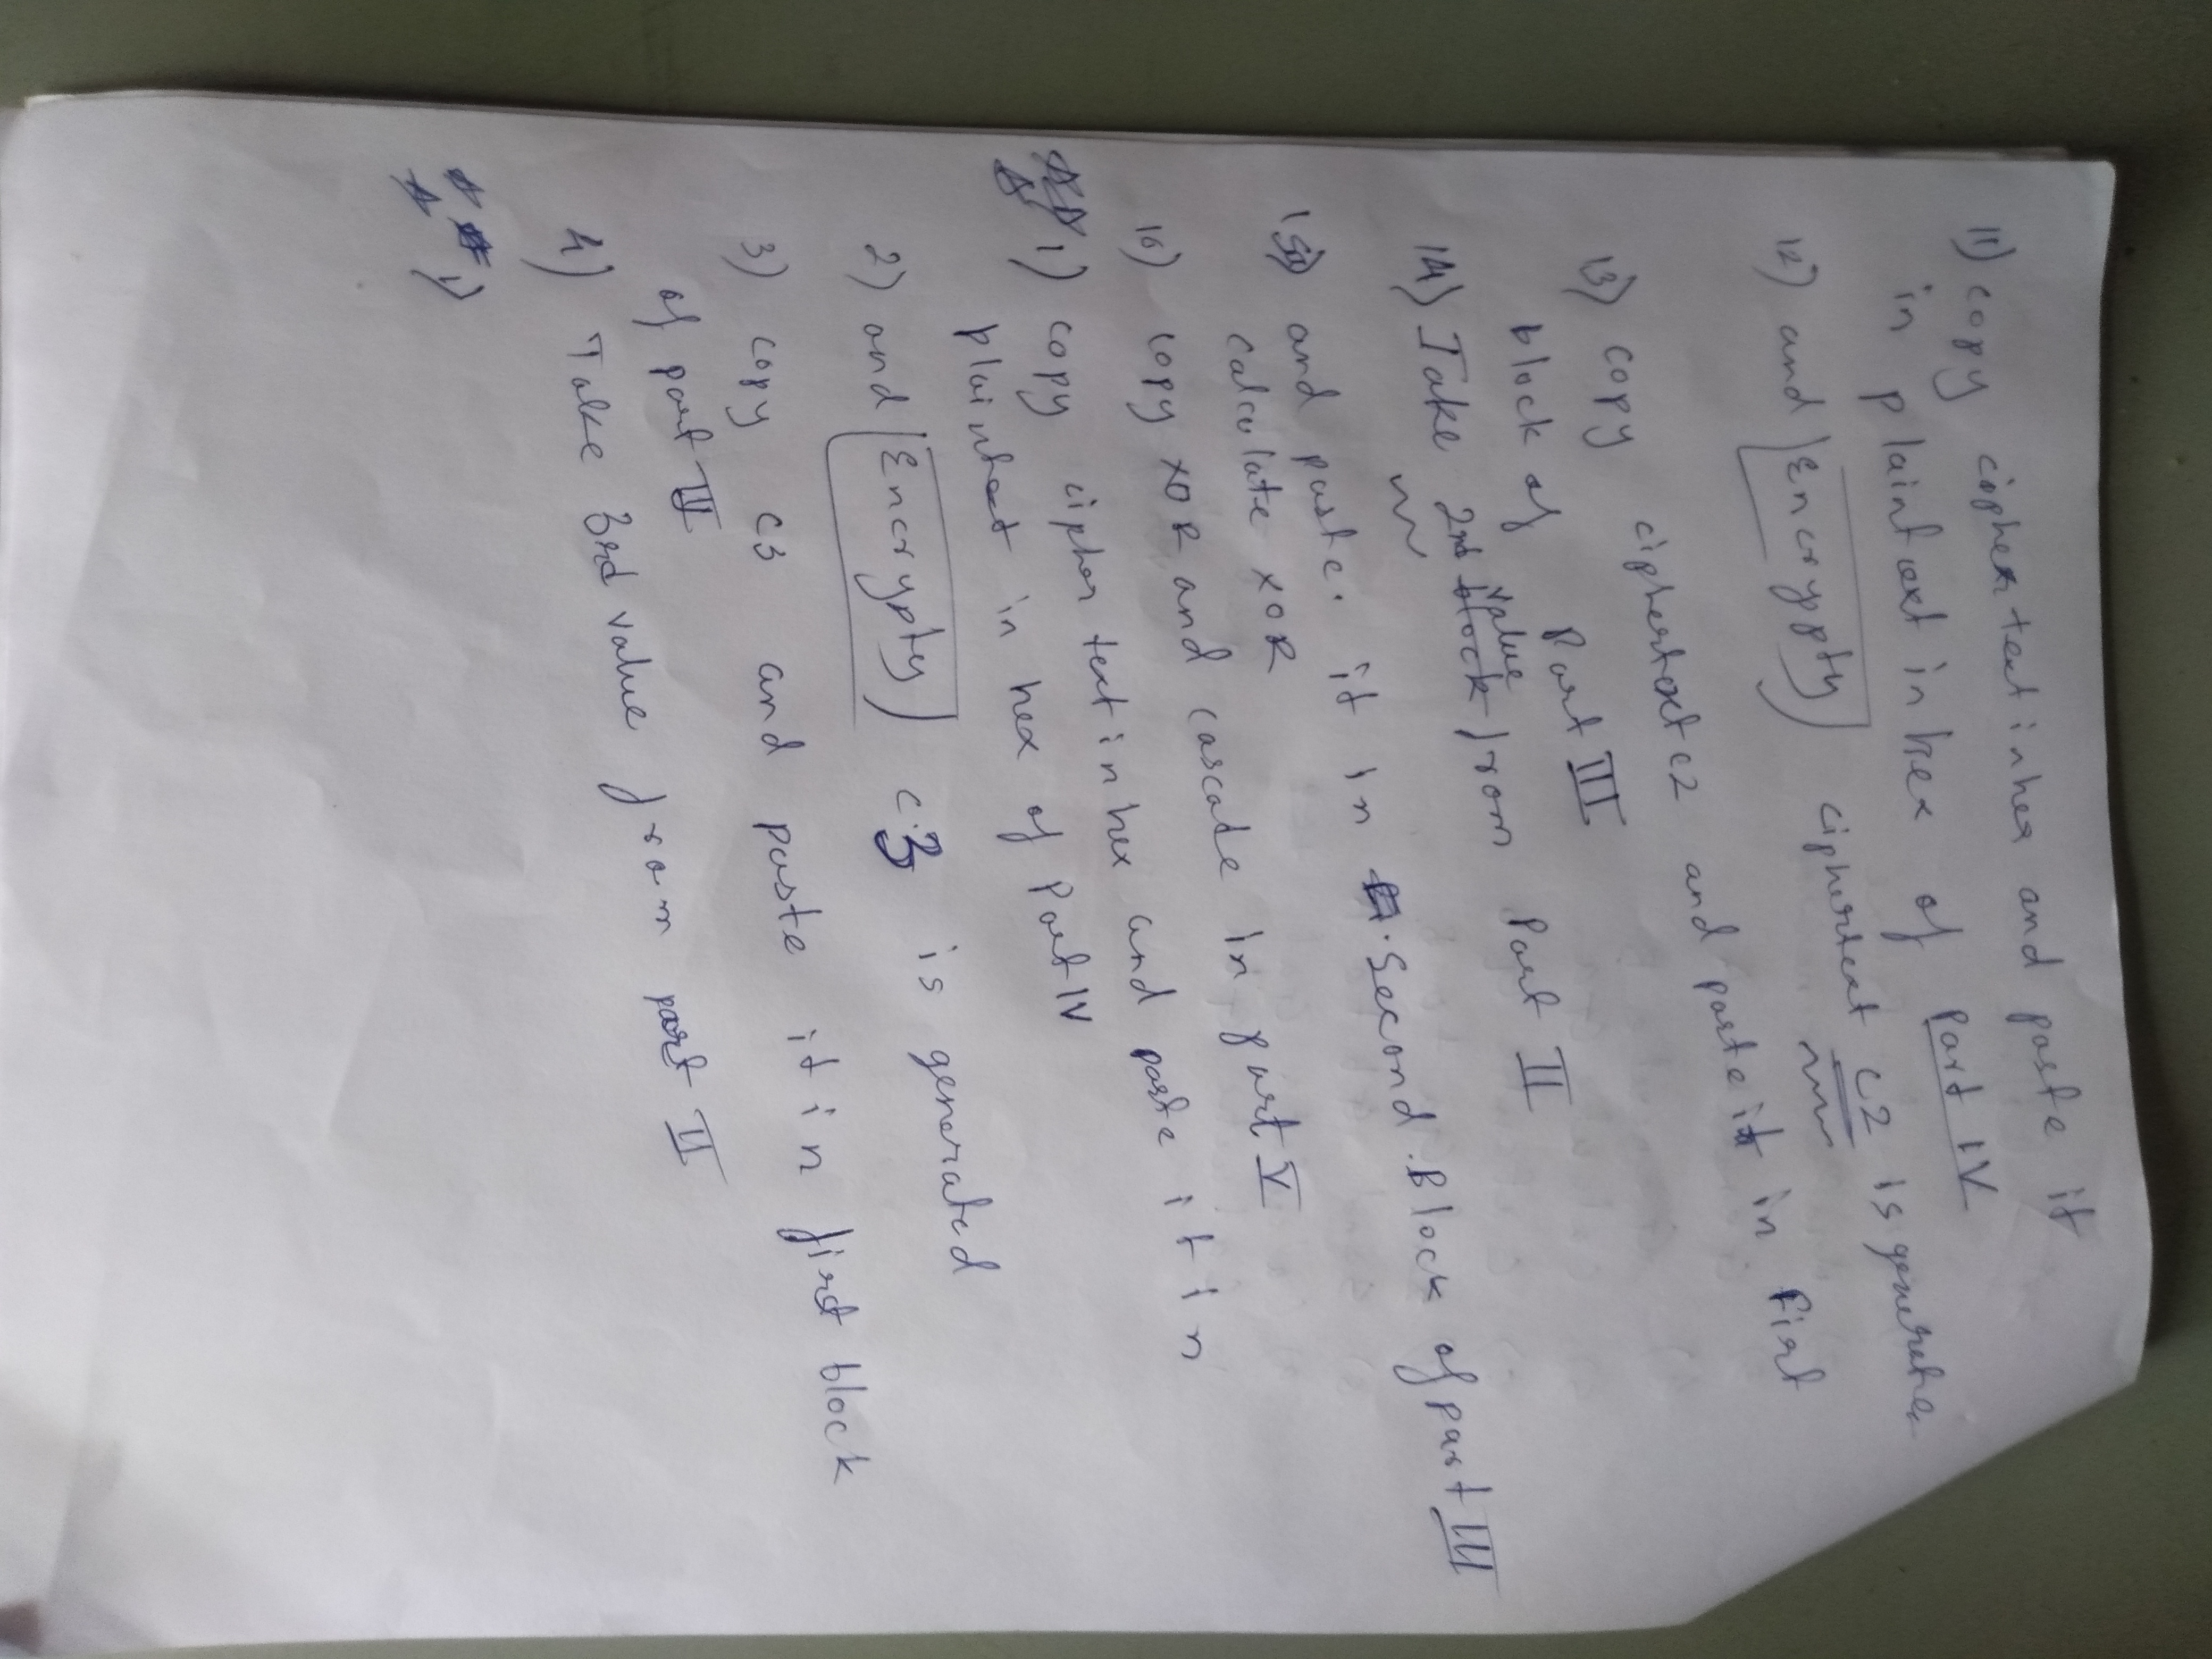 11) copy ciphertext in hex and paste it
in plaintext in hex of Part IV
12) and Encryppty ciphertext c2 is generate
13) copy ciphertext c2 and paste it in First
block of Part III
value
14) Take 2nd block from Part II
15) and paste. it in Second Block of part III
calculate XOR
16) copy XOR and cascade in part V
1) copy cipher text in hex and paste it in
plaintext in hex of Part IV
2) and Encrypty c3 is generated
3) copy c3 and paste it in first block
of part III
4) Take 3rd value from part II
1)